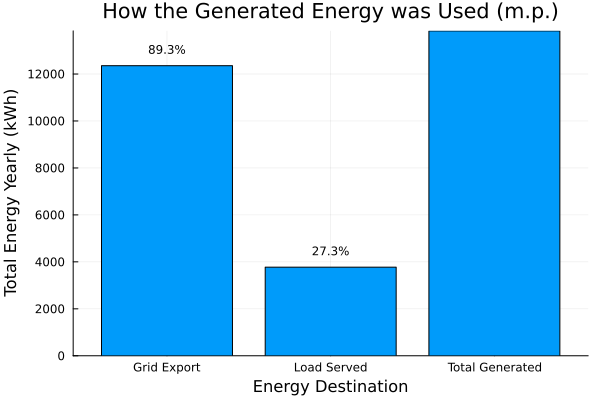 How the Generated Energy was Used (m.p.)
Total Energy Yearly (kWh)
12000
10000
8000
6000
4000
2000
0
89.3%
27.3%
Grid Export
Load Served
Total Generated
Energy Destination